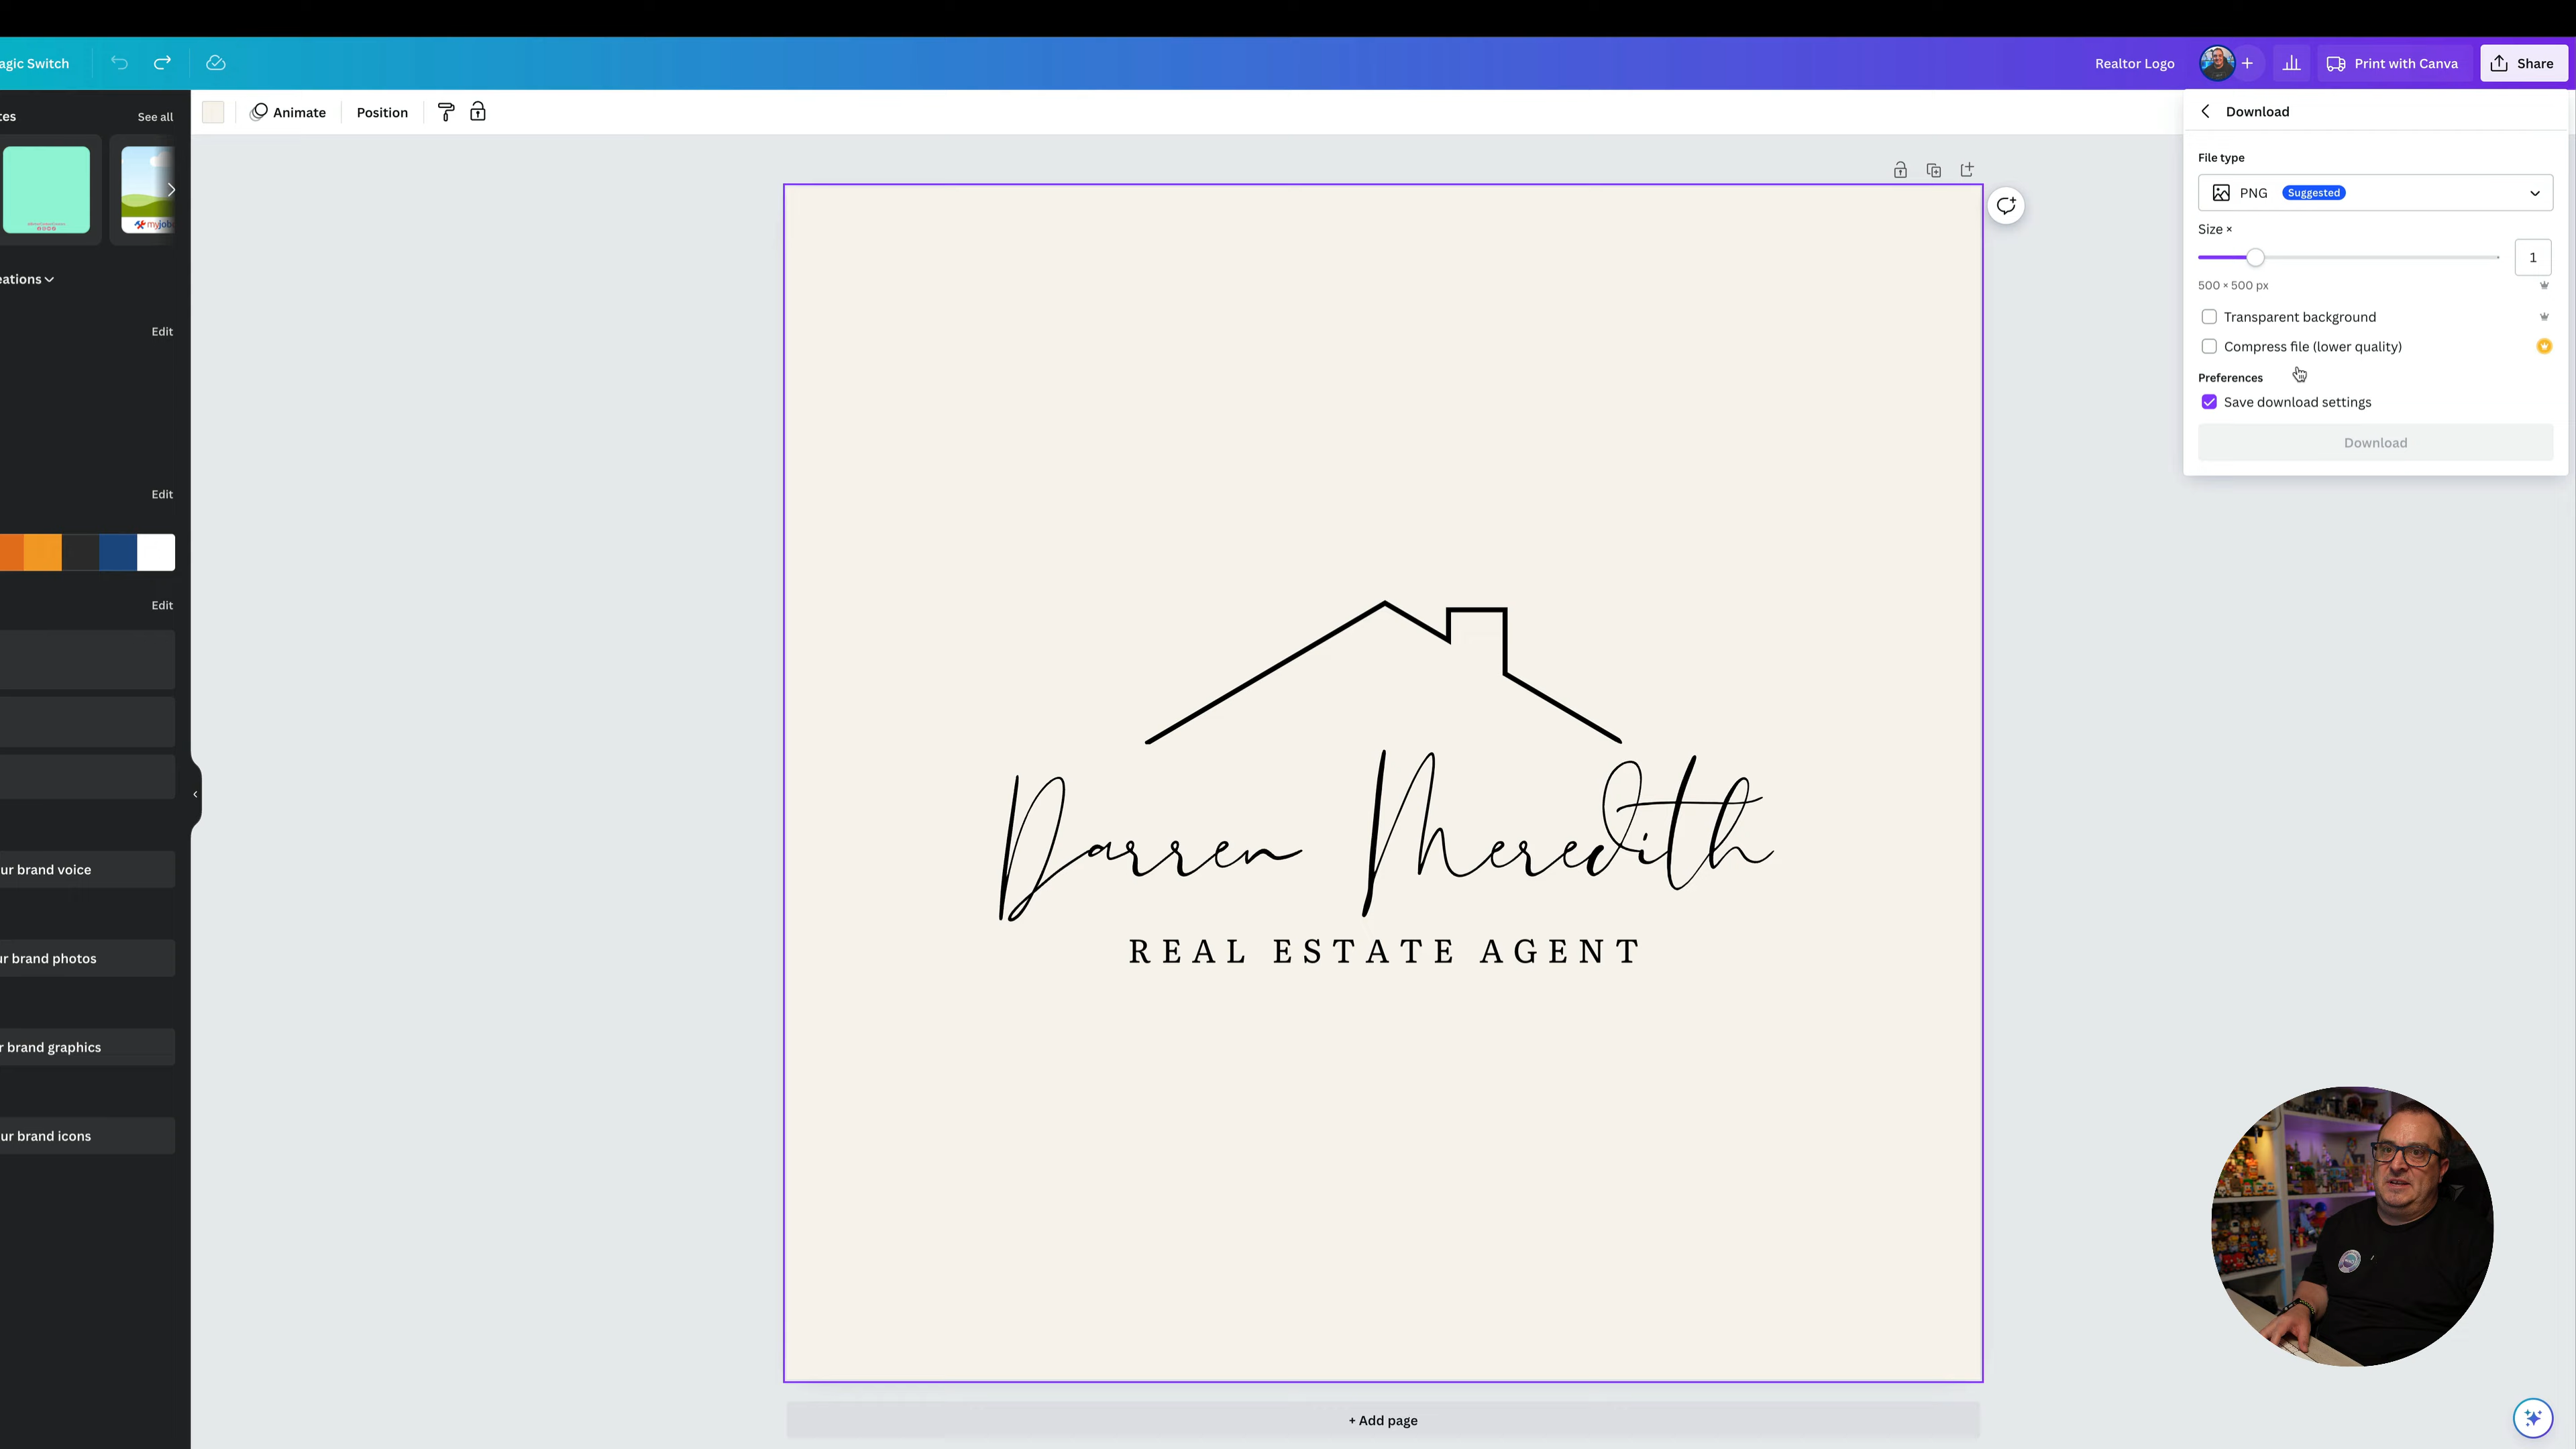 agic Switch
Realtor Logo
Print with Canva
Share
tes
See all
Animate
Position
Download
File type
PNG Suggested
Size ×
1
500 × 500 px
Transparent background
Compress file (lower quality)
Preferences
Save download settings
Download
myjob
eations
Edit
Edit
Edit
ur brand voice
ur brand photos
r brand graphics
ur brand icons
Darren Meredith
REAL ESTATE AGENT
+ Add page